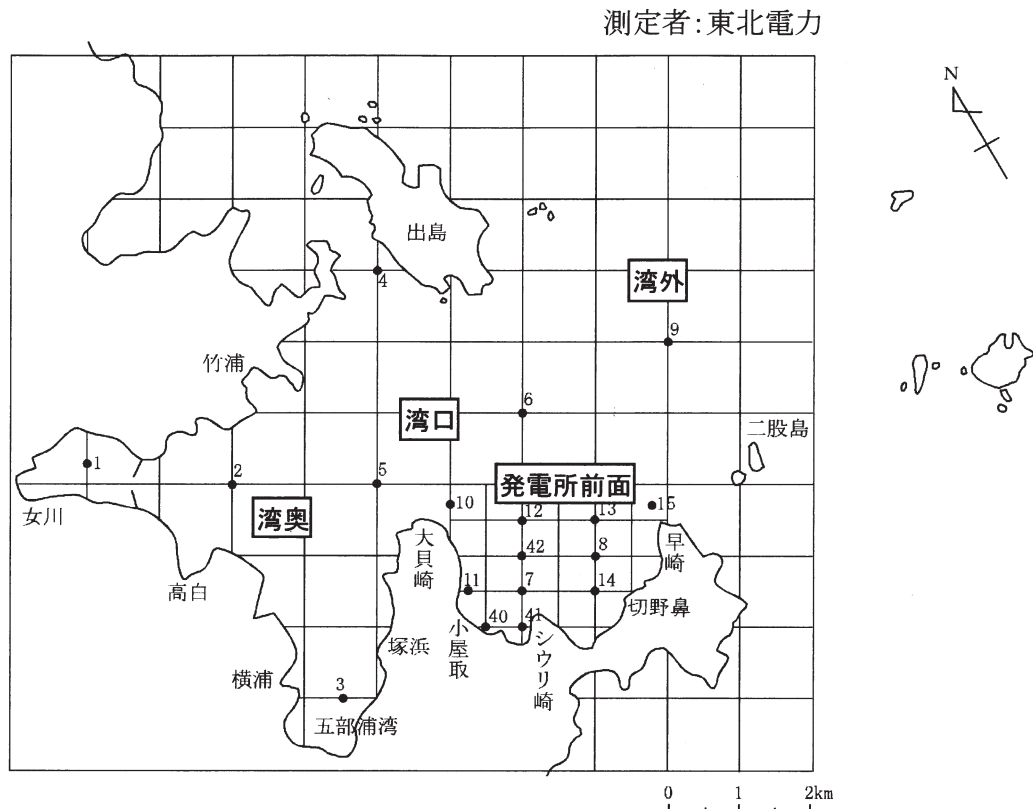 測定者:東北電力
N
出島
湾外
4
9
竹浦
6
湾口
二股島
1
2
5
発電所前面
10
12
13
15
女川
湾奥
大貝崎
42
8
早崎
高白
11
7
14
切野鼻
40
41
小屋取
シウリ崎
塚浜
横浦
3
五部浦湾
0 1 2km